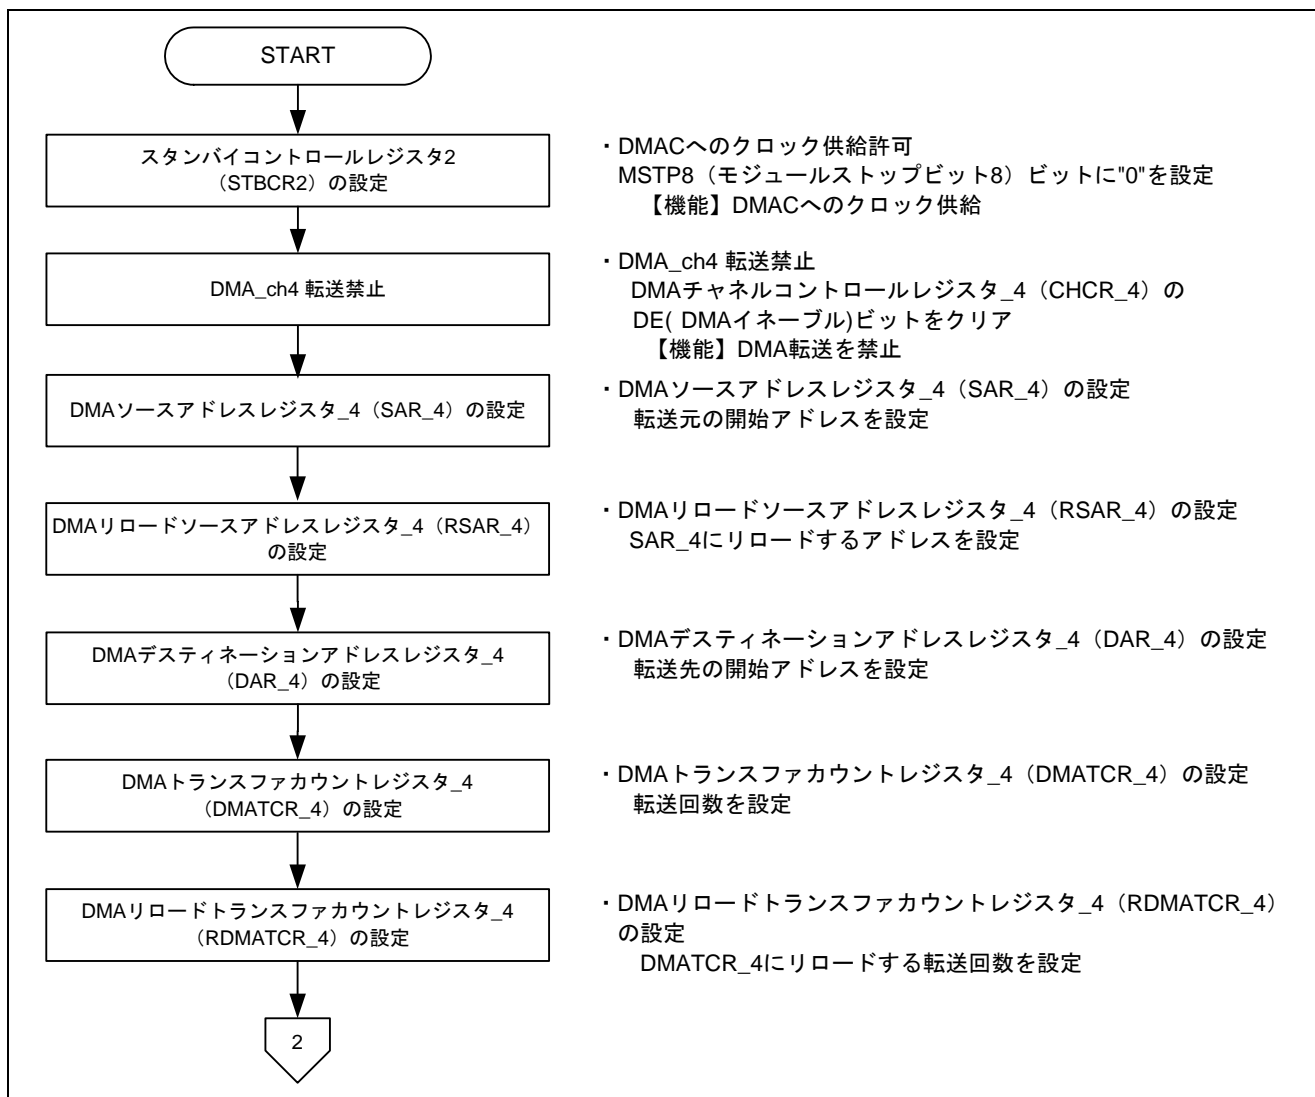 START
スタンバイコントロールレジスタ2
（STBCR2）の設定
・DMACへのクロック供給許可
MSTP8（モジュールストップビット8）ビットに"0"を設定
【機能】DMACへのクロック供給
DMA_ch4 転送禁止
・DMA_ch4 転送禁止
DMAチャネルコントロールレジスタ_4（CHCR_4）の
DE( DMAイネーブル)ビットをクリア
【機能】DMA転送を禁止
DMAソースアドレスレジスタ_4（SAR_4）の設定
・DMAソースアドレスレジスタ_4（SAR_4）の設定
転送元の開始アドレスを設定
DMAリロードソースアドレスレジスタ_4（RSAR_4）
の設定
・DMAリロードソースアドレスレジスタ_4（RSAR_4）の設定
SAR_4にリロードするアドレスを設定
DMAデスティネーションアドレスレジスタ_4
（DAR_4）の設定
・DMAデスティネーションアドレスレジスタ_4（DAR_4）の設定
転送先の開始アドレスを設定
DMAトランスファカウントレジスタ_4
（DMATCR_4）の設定
・DMAトランスファカウントレジスタ_4（DMATCR_4）の設定
転送回数を設定
DMAリロードトランスファカウントレジスタ_4
（RDMATCR_4）の設定
・DMAリロードトランスファカウントレジスタ_4（RDMATCR_4）
の設定
DMATCR_4にリロードする転送回数を設定
2